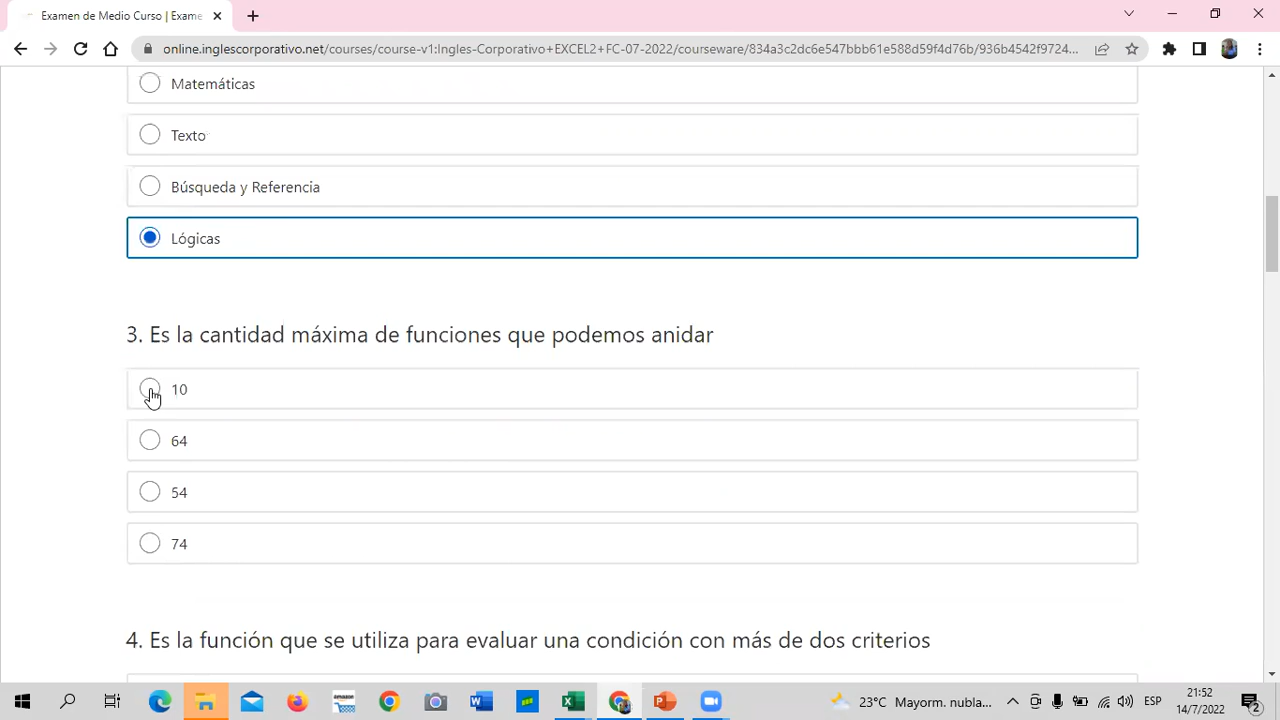 Examen de Medio Curso | Exame
online.inglescorporativo.net/courses/course-v1:Ingles-Corporativo+EXCEL2+FC-07-2022/courseware/834a3c2dc6e547bbb61e588d59f4d76b/936b4542f9724...
Matemáticas
Texto
Búsqueda y Referencia
Lógicas
3. Es la cantidad máxima de funciones que podemos anidar
10
64
54
74
4. Es la función que se utiliza para evaluar una condición con más de dos criterios
amazon
23°C Mayorm. nubla...
ESP
21:52
14/7/2022
2